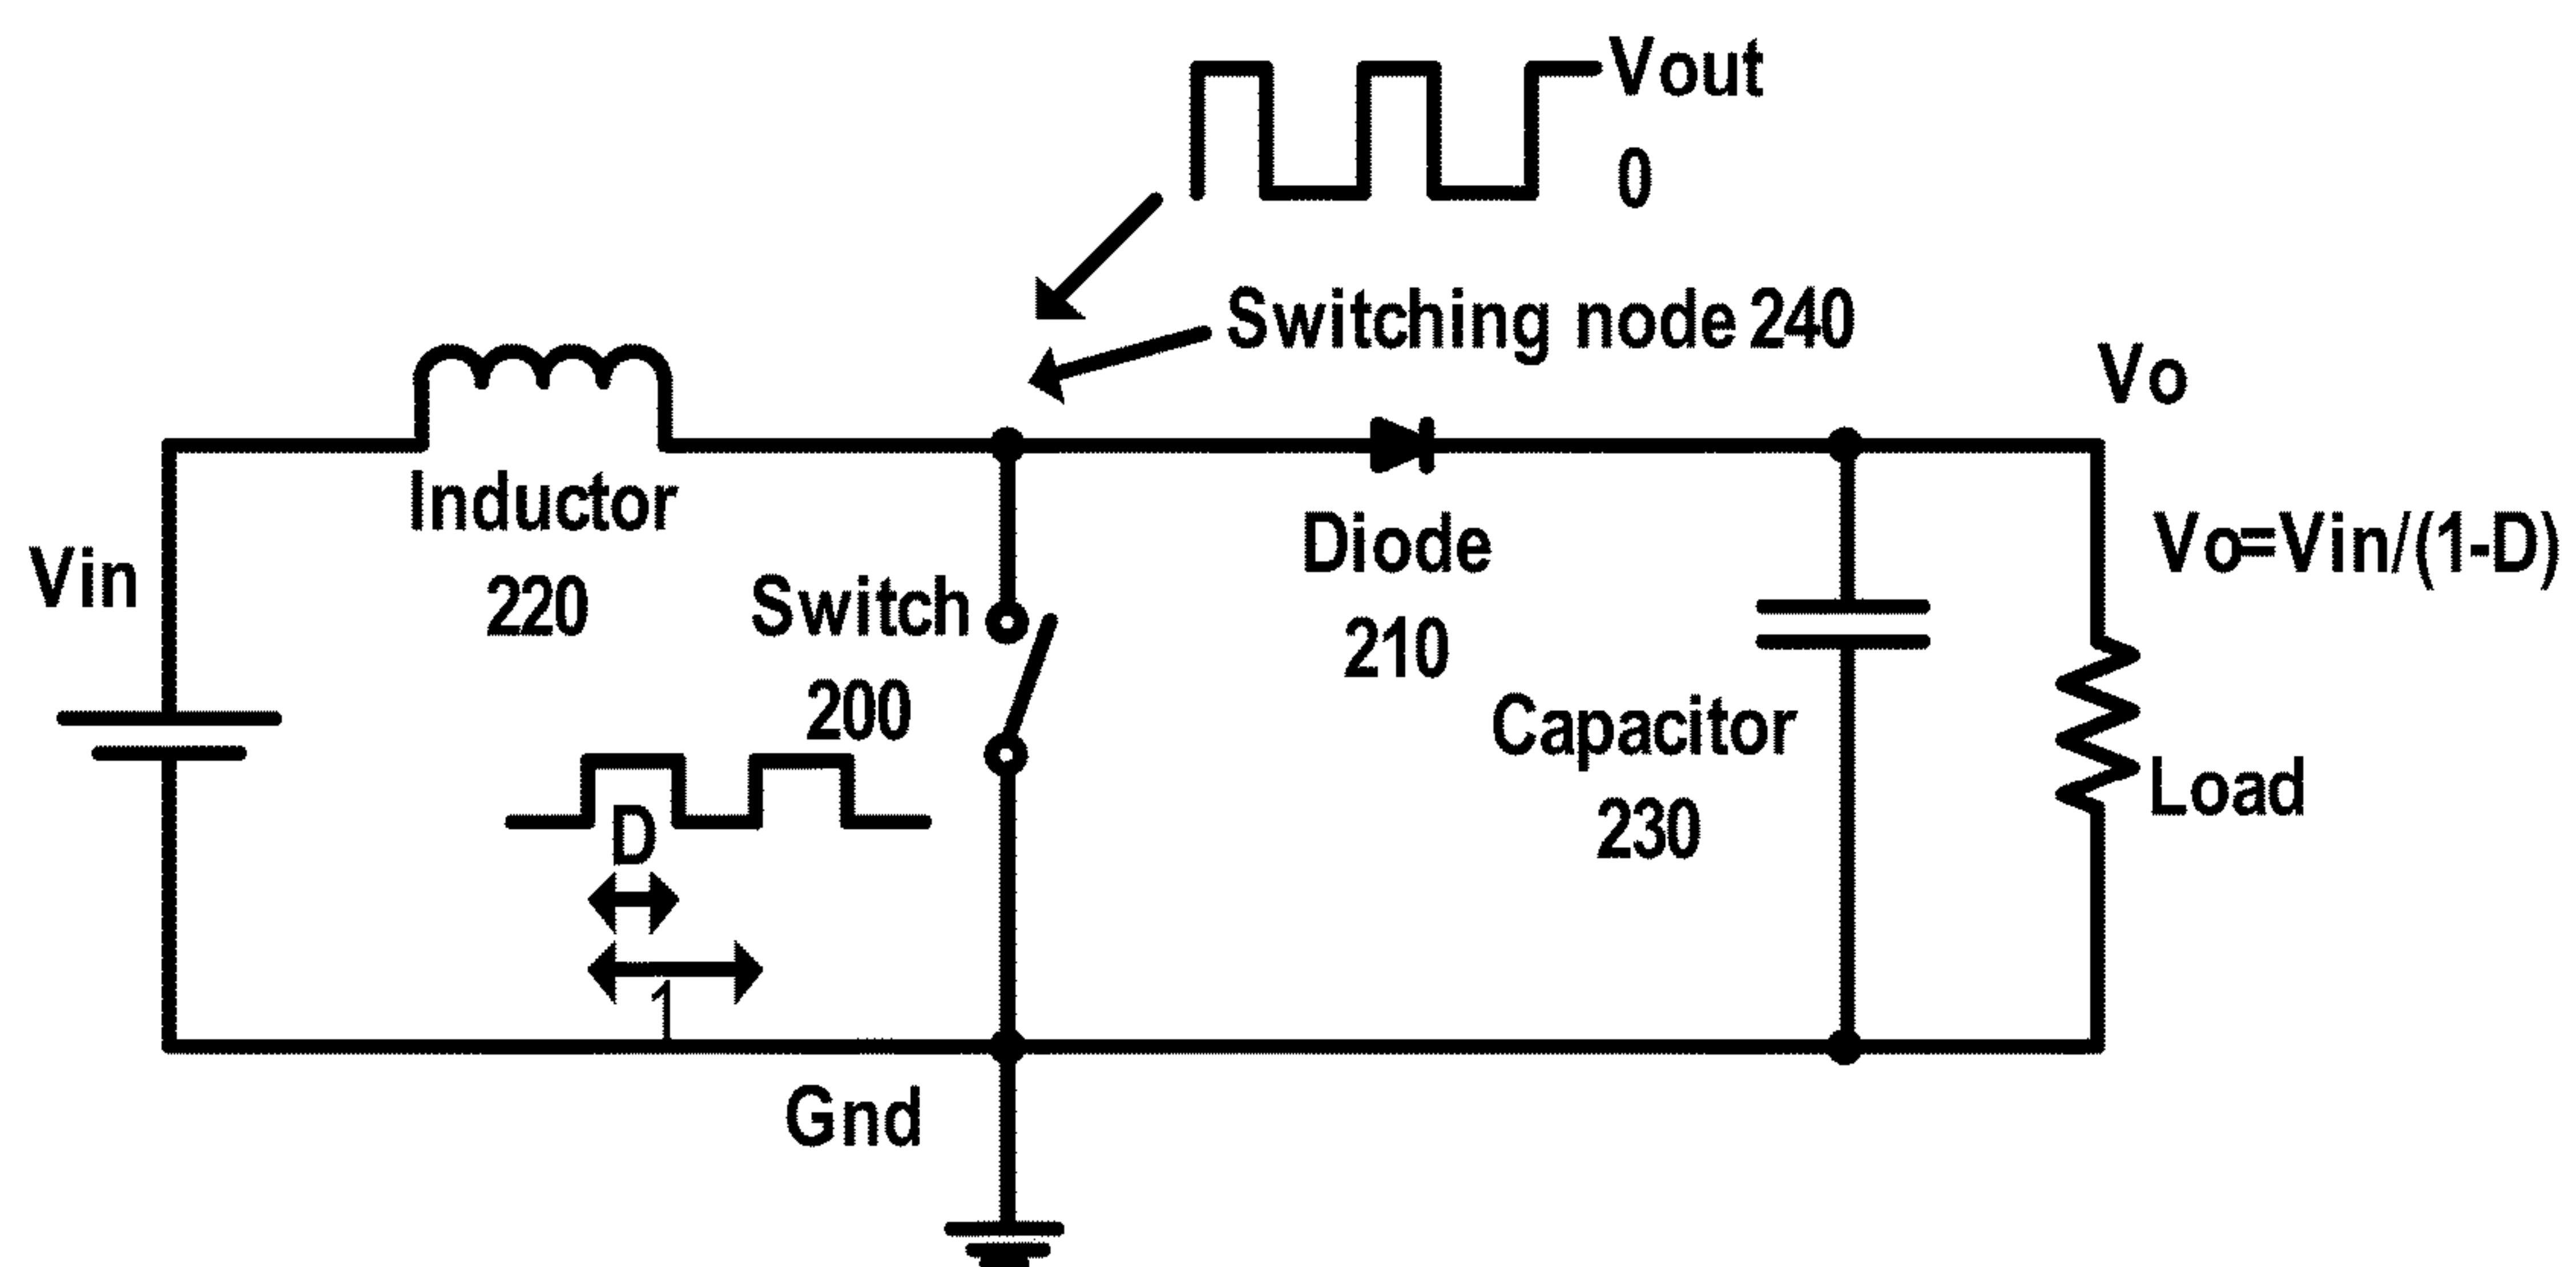 Vout
0
Switching node 240
Vo
Vin
Inductor
220
Switch
200
Diode
210
Vo=Vin/(1-D)
Capacitor
230
Load
D
1
Gnd